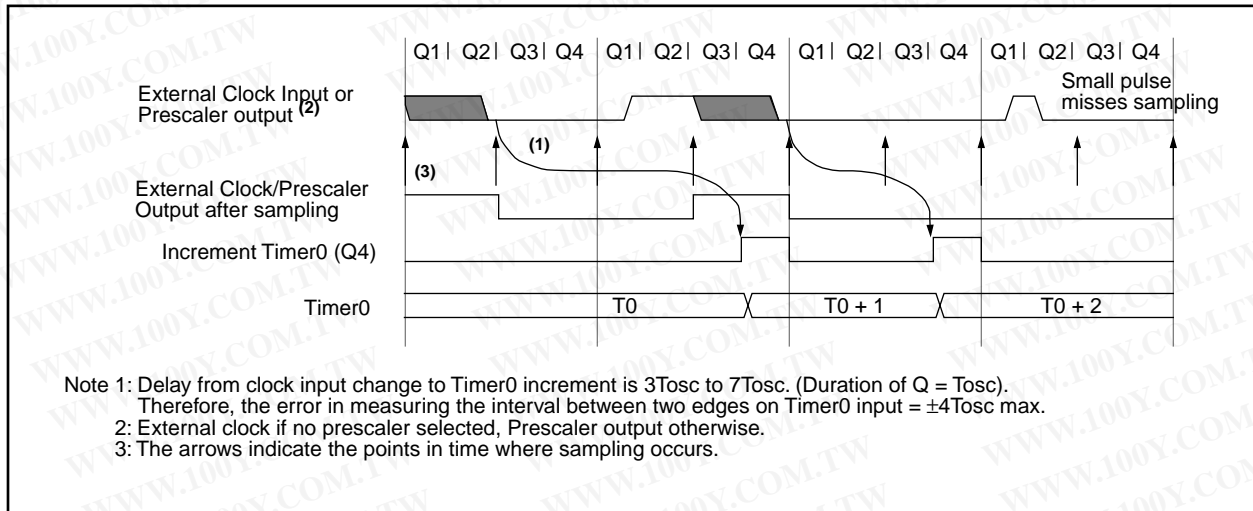 Q1| Q2| Q3| Q4 Q1| Q2| Q3| Q4 Q1| Q2| Q3| Q4 Q1| Q2| Q3| Q4
External Clock Input or
Prescaler output (2)
Small pulse
misses sampling
(1)
(3)
External Clock/Prescaler
Output after sampling
Increment Timer0 (Q4)
Timer0
T0 T0 + 1 T0 + 2
Note 1: Delay from clock input change to Timer0 increment is 3Tosc to 7Tosc. (Duration of Q = Tosc).
Therefore, the error in measuring the interval between two edges on Timer0 input = ±4Tosc max.
2: External clock if no prescaler selected, Prescaler output otherwise.
3: The arrows indicate the points in time where sampling occurs.
WWW.100Y.COM.TW